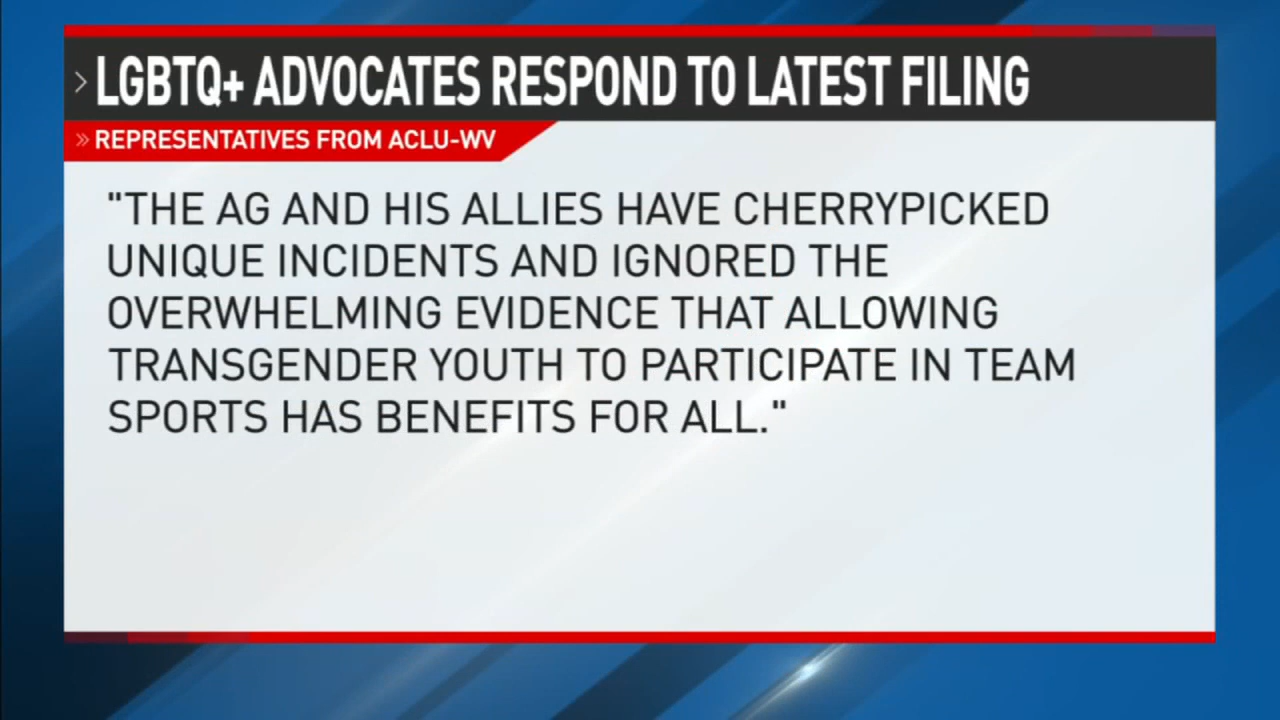 > LGBTQ+ ADVOCATES RESPOND TO LATEST FILING
» REPRESENTATIVES FROM ACLU-WV
"THE AG AND HIS ALLIES HAVE CHERRYPICKED
UNIQUE INCIDENTS AND IGNORED THE
OVERWHELMING EVIDENCE THAT ALLOWING
TRANSGENDER YOUTH TO PARTICIPATE IN TEAM
SPORTS HAS BENEFITS FOR ALL."